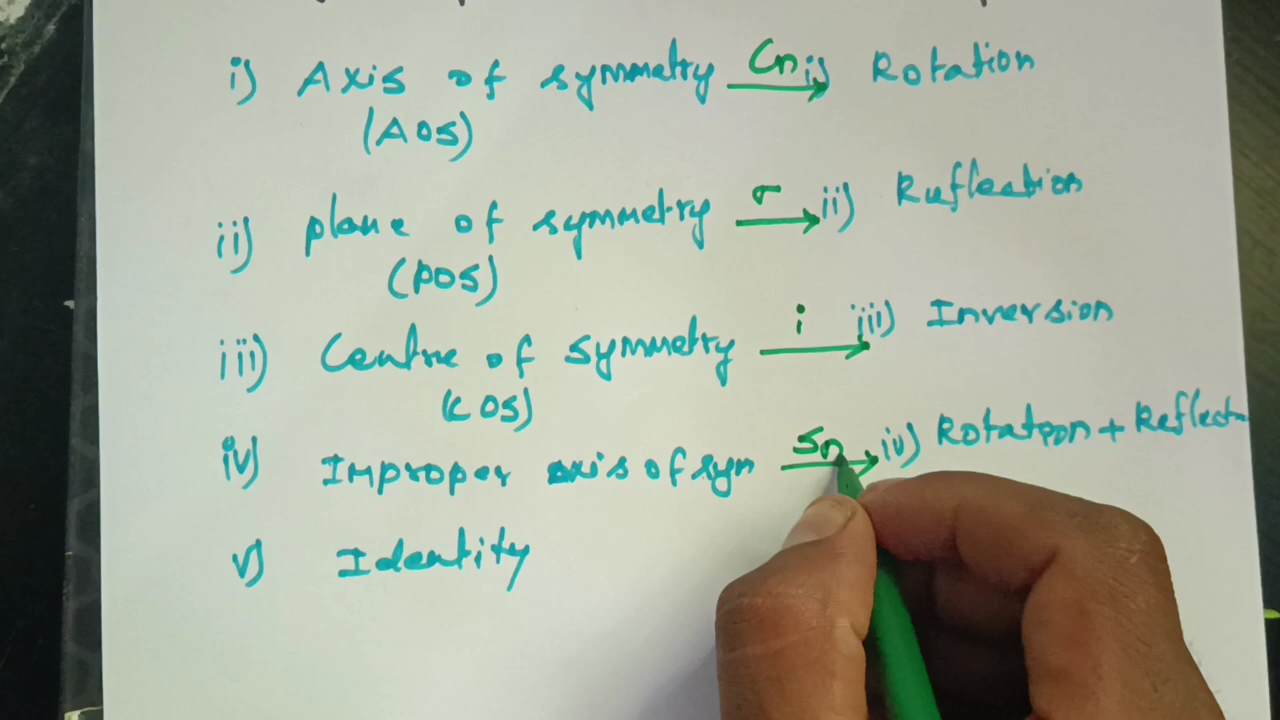 i) Axis of symmetry Cn i) Rotation
(AOS)
ii) plane of symmetry σ ii) Reflection
(POS)
iii) Centre of symmetry i iii) Inversion
(COS)
iv) Improper axis of sym Sn iv) Rotation + Reflect
v) Identity